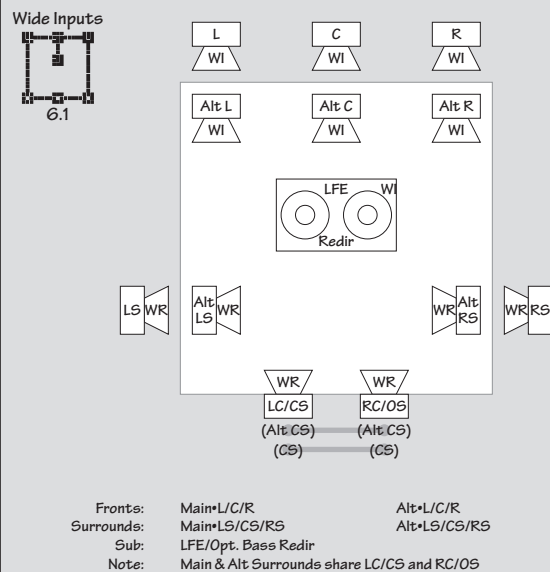 Wide Inputs
6.1
L C R
WI WI WI
Alt L Alt C Alt R
WI WI WI
LFE WI
Redir
LS WR Alt LS WR WR Alt RS WR RS
WR WR
LC/CS RC/OS
(Alt CS) (Alt CS)
(CS) (CS)
Fronts: Main•L/C/R Alt•L/C/R
Surrounds: Main•LS/CS/RS Alt•LS/CS/RS
Sub: LFE/Opt. Bass Redir
Note: Main & Alt Surrounds share LC/CS and RC/OS